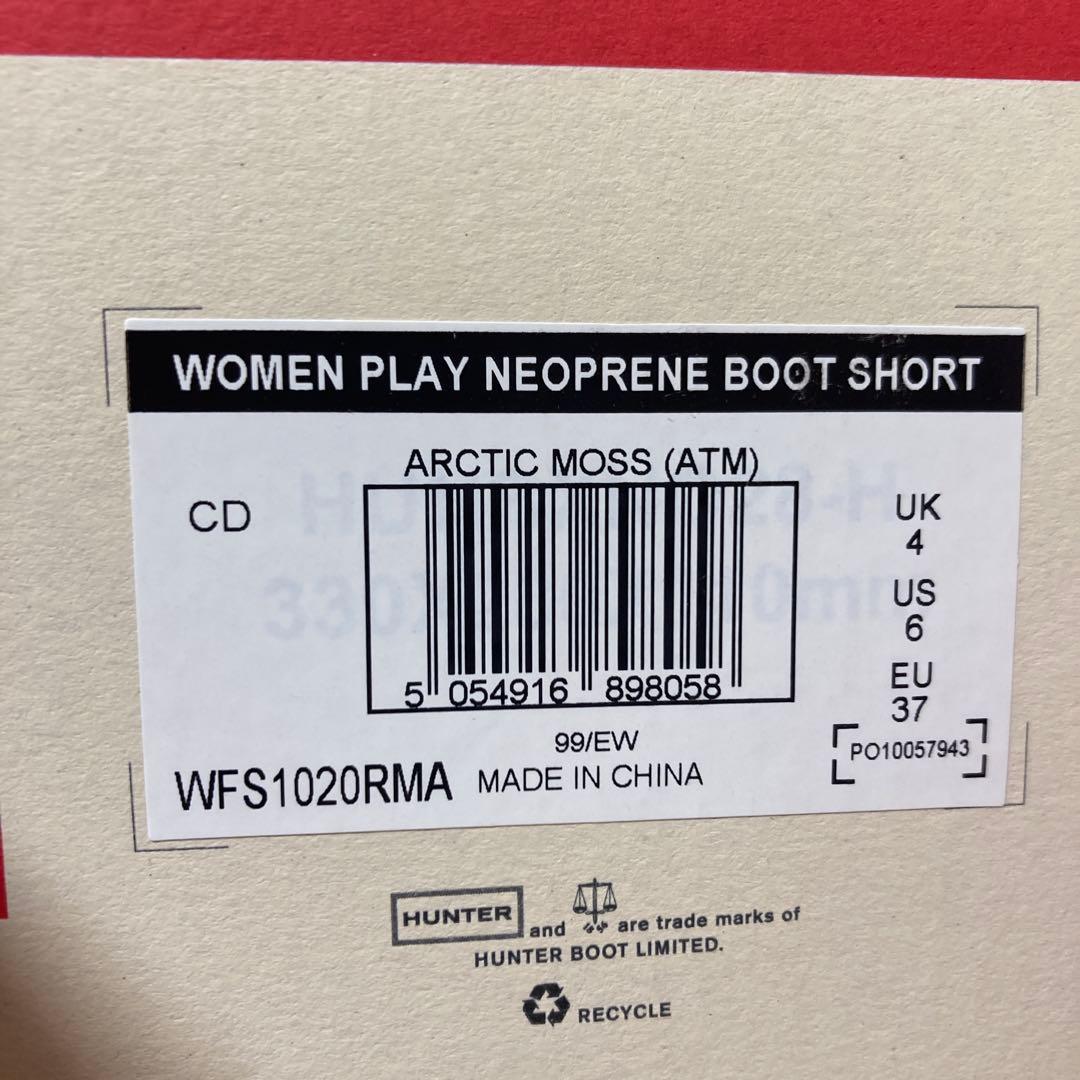 WOMEN PLAY NEOPRENE BOOT SHORT
ARCTIC MOSS (ATM)
CD
UK
4
US
6
EU
37
5 054916 898058
99/EW
PO10057943
WFS1020RMA MADE IN CHINA
HUNTER and are trade marks of
HUNTER BOOT LIMITED.
RECYCLE